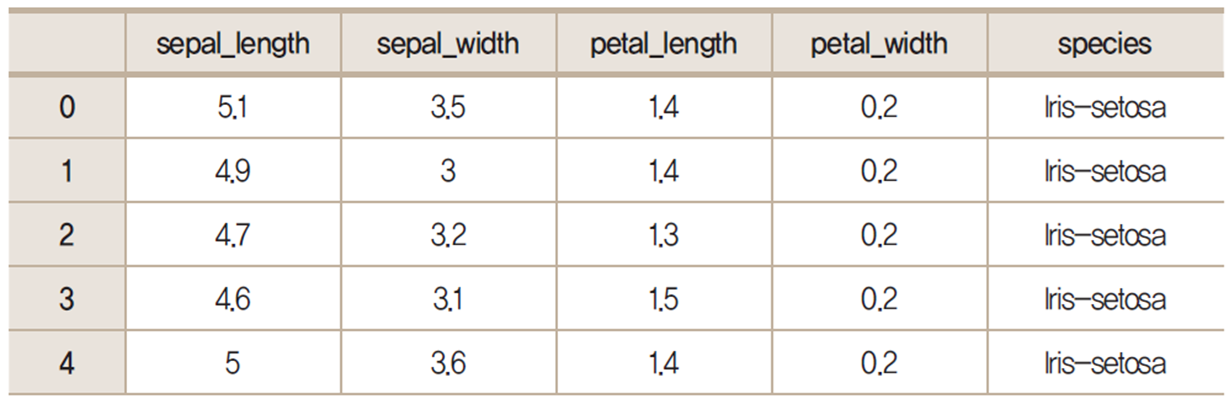 sepal_length sepal_width petal_length petal_width species
0 5.1 3.5 1.4 0.2 Iris-setosa
1 4.9 3 1.4 0.2 Iris-setosa
2 4.7 3.2 1.3 0.2 Iris-setosa
3 4.6 3.1 1.5 0.2 Iris-setosa
4 5 3.6 1.4 0.2 Iris-setosa